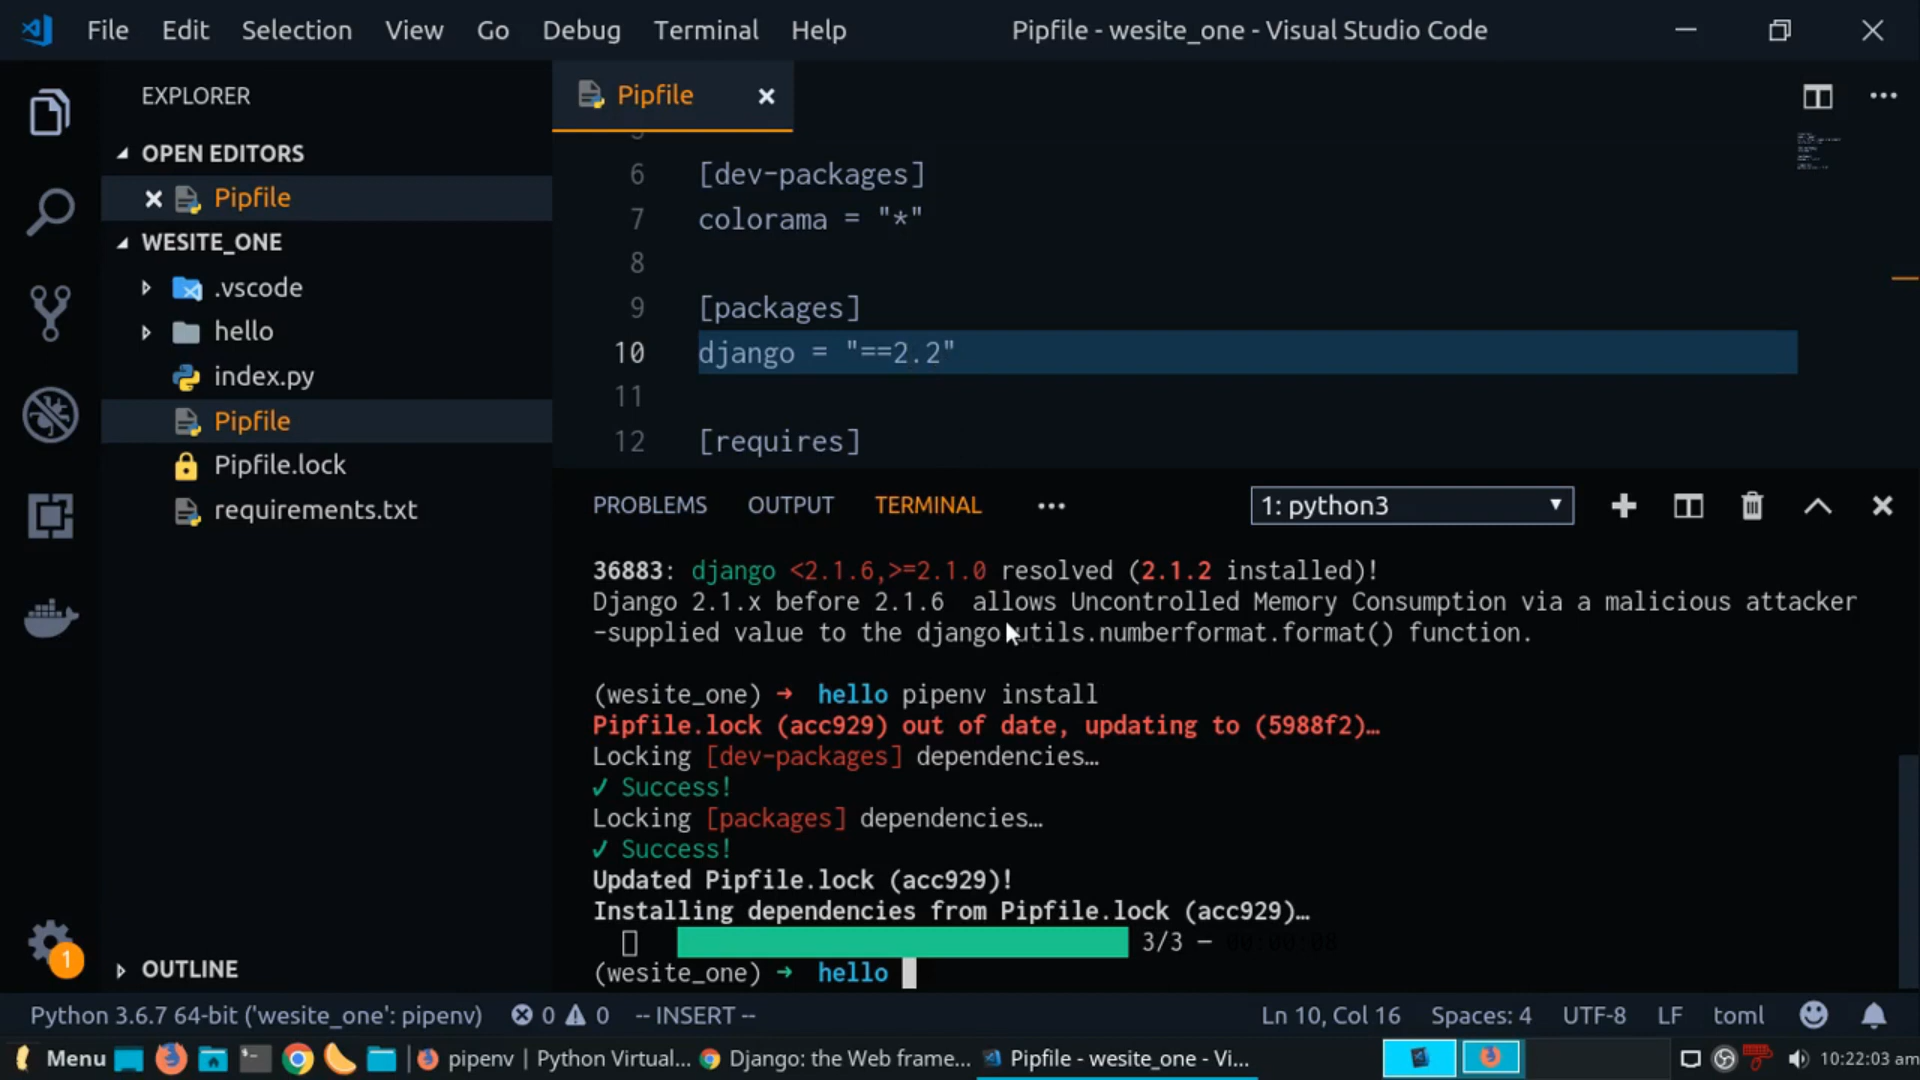 File Edit Selection View Go Debug Terminal Help Pipfile - wesite_one - Visual Studio Code
EXPLORER
OPEN EDITORS
Pipfile
WESITE_ONE
.vscode
hello
index.py
Pipfile
Pipfile.lock
requirements.txt
OUTLINE
1
Pipfile
6 [dev-packages]
7 colorama = "*"
8
9 [packages]
10 django = "==2.2"
11
12 [requires]
PROBLEMS OUTPUT TERMINAL ... 1: python3
36883: django <2.1.6,>=2.1.0 resolved (2.1.2 installed)!
Django 2.1.x before 2.1.6 allows Uncontrolled Memory Consumption via a malicious attacker
-supplied value to the django utils.numberformat.format() function.
(wesite_one) ➜ hello pipenv install
Pipfile.lock (acc929) out of date, updating to (5988f2)…
Locking [dev-packages] dependencies…
✓ Success!
Locking [packages] dependencies…
✓ Success!
Updated Pipfile.lock (acc929)!
Installing dependencies from Pipfile.lock (acc929)…
3/3 — 00:00:08
(wesite_one) ➜ hello
Python 3.6.7 64-bit ('wesite_one': pipenv) 0 0 -- INSERT -- Ln 10, Col 16 Spaces: 4 UTF-8 LF toml
Menu pipenv | Python Virtual... Django: the Web frame... Pipfile - wesite_one - Vi... 10:22:03 am